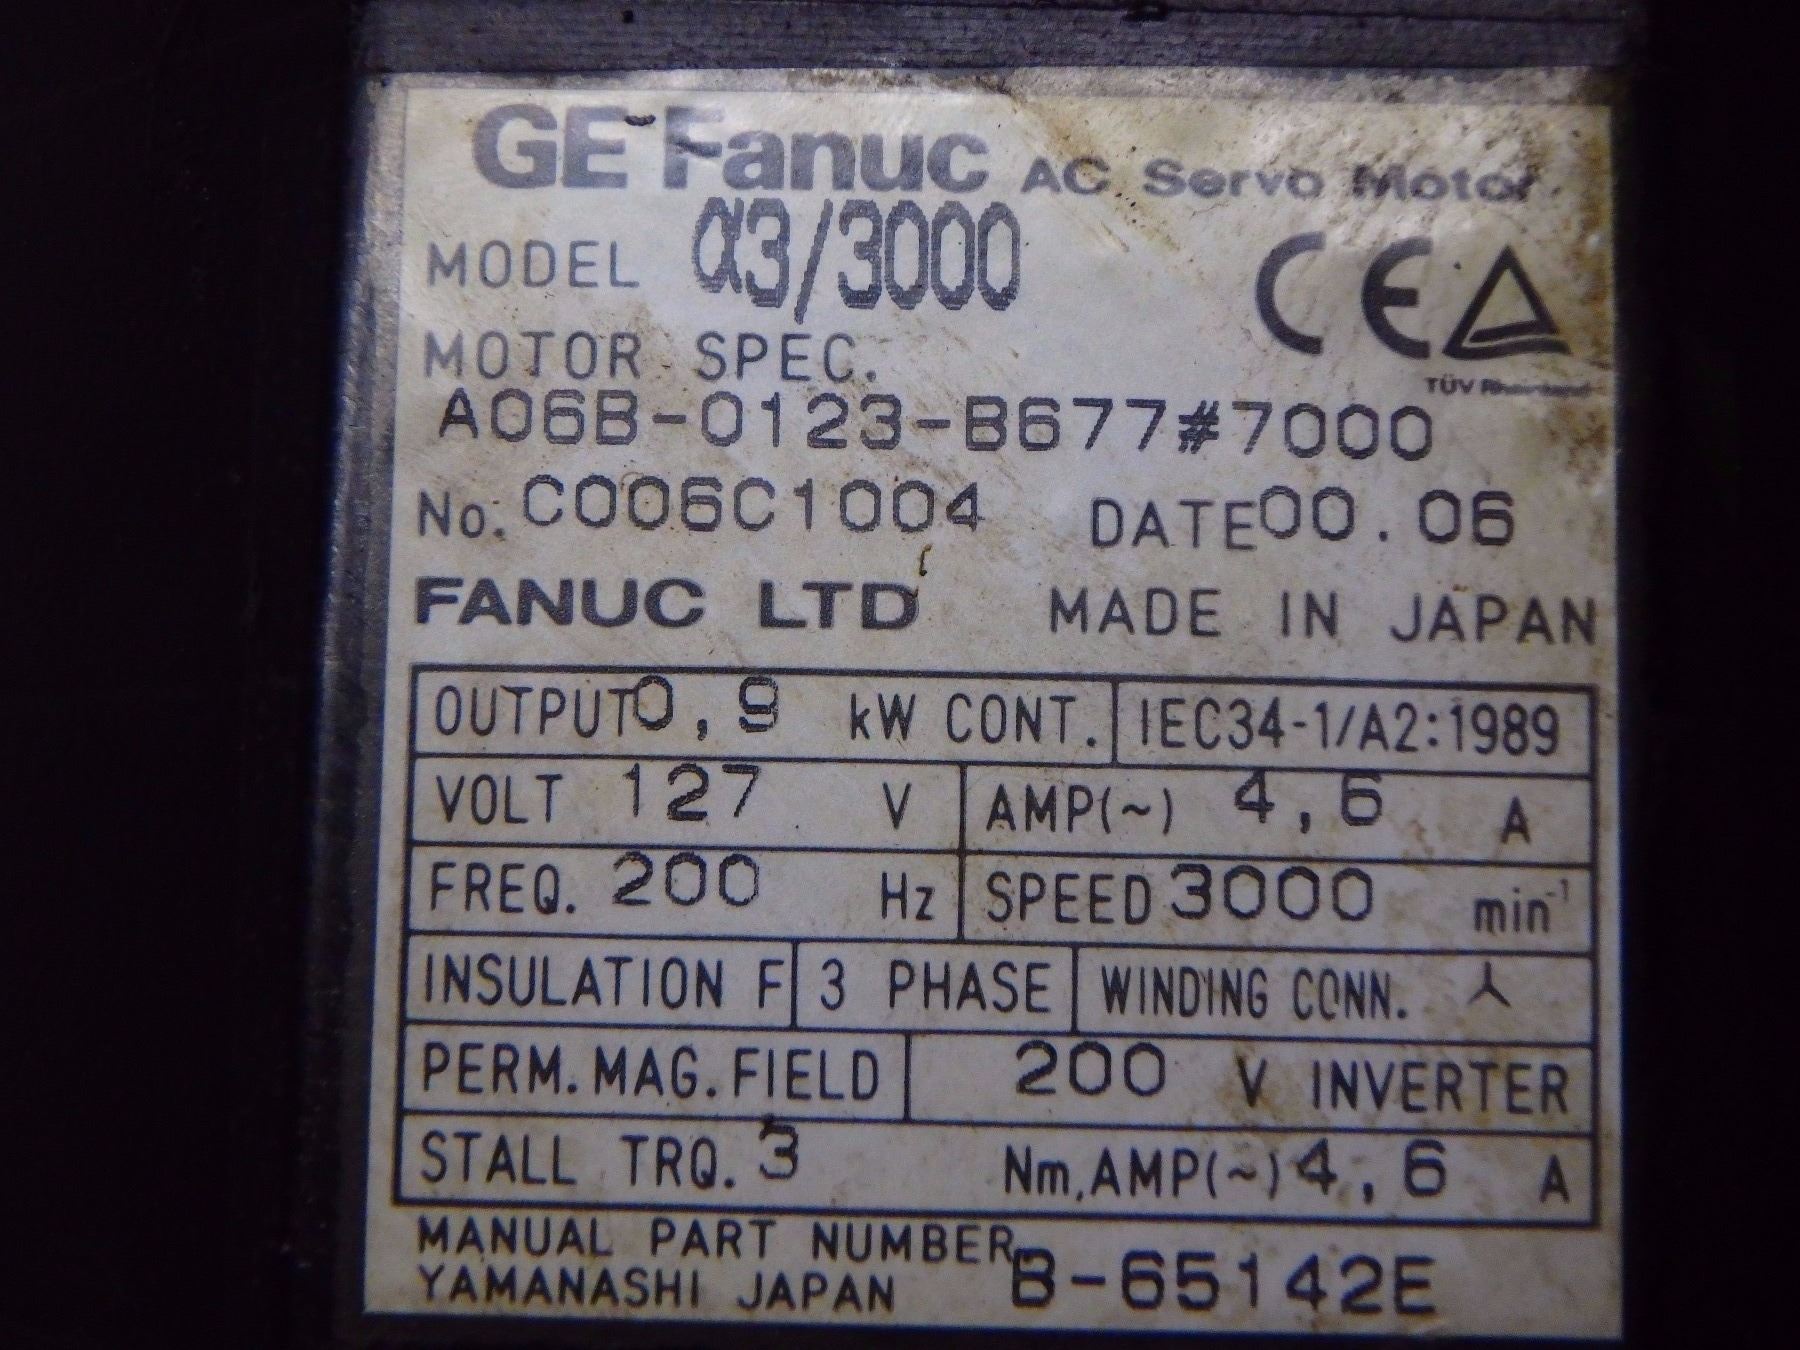 GE Fanuc AC Servo Motor
MODEL α3/3000
CE
TÜV Rheinland
MOTOR SPEC.
A06B-0123-B677#7000
No. C006C1004 DATE 00.06
FANUC LTD MADE IN JAPAN
OUTPUT 0,9 kW CONT. IEC34-1/A2:1989
VOLT 127 V AMP(~) 4,6 A
FREQ. 200 Hz SPEED 3000 min⁻¹
INSULATION F 3 PHASE WINDING CONN.
PERM.MAG.FIELD 200 V INVERTER
STALL TRQ. 3 Nm,AMP(~) 4,6 A
MANUAL PART NUMBER B-65142E
YAMANASHI JAPAN